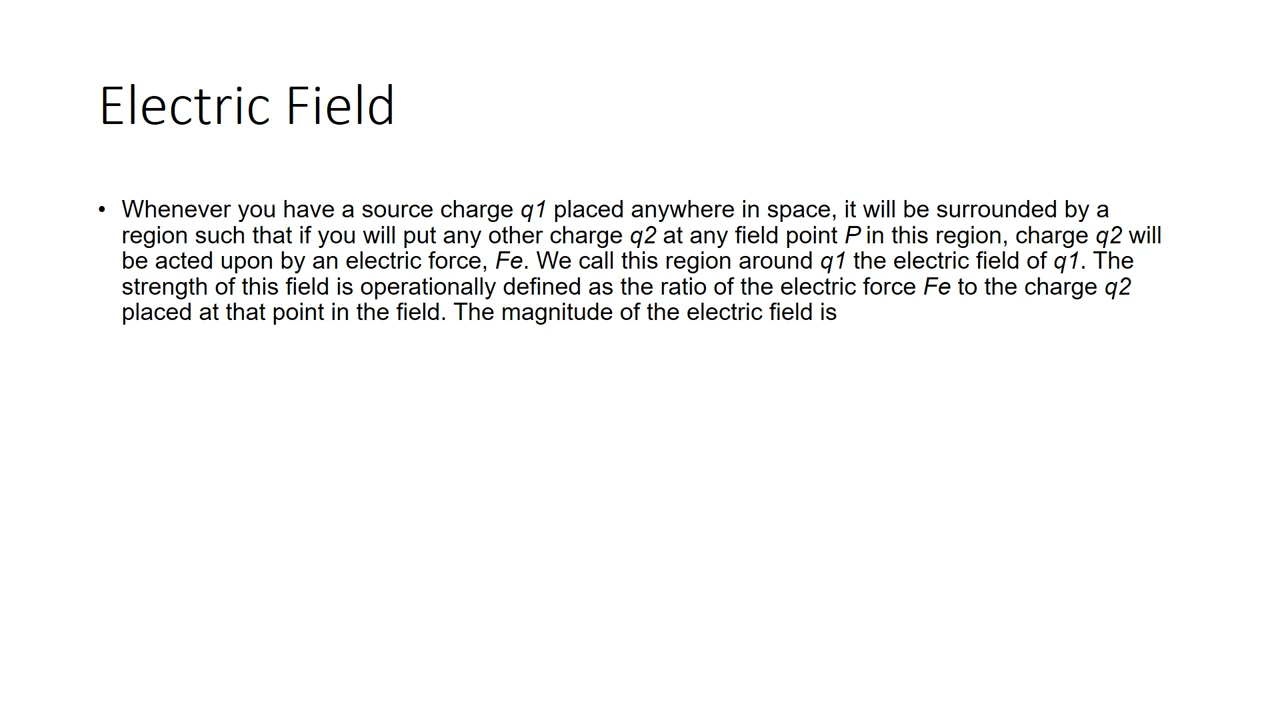 Electric Field
• Whenever you have a source charge q1 placed anywhere in space, it will be surrounded by a
region such that if you will put any other charge q2 at any field point P in this region, charge q2 will
be acted upon by an electric force, Fe. We call this region around q1 the electric field of q1. The
strength of this field is operationally defined as the ratio of the electric force Fe to the charge q2
placed at that point in the field. The magnitude of the electric field is